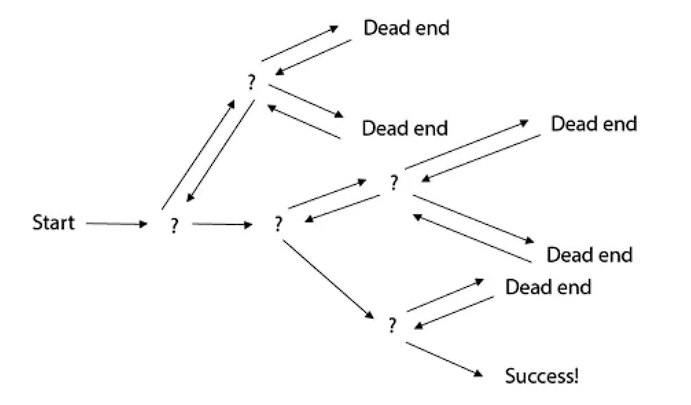 Dead end
?
Dead end
Dead end
?
Start
?
?
Dead end
Dead end
?
Success!